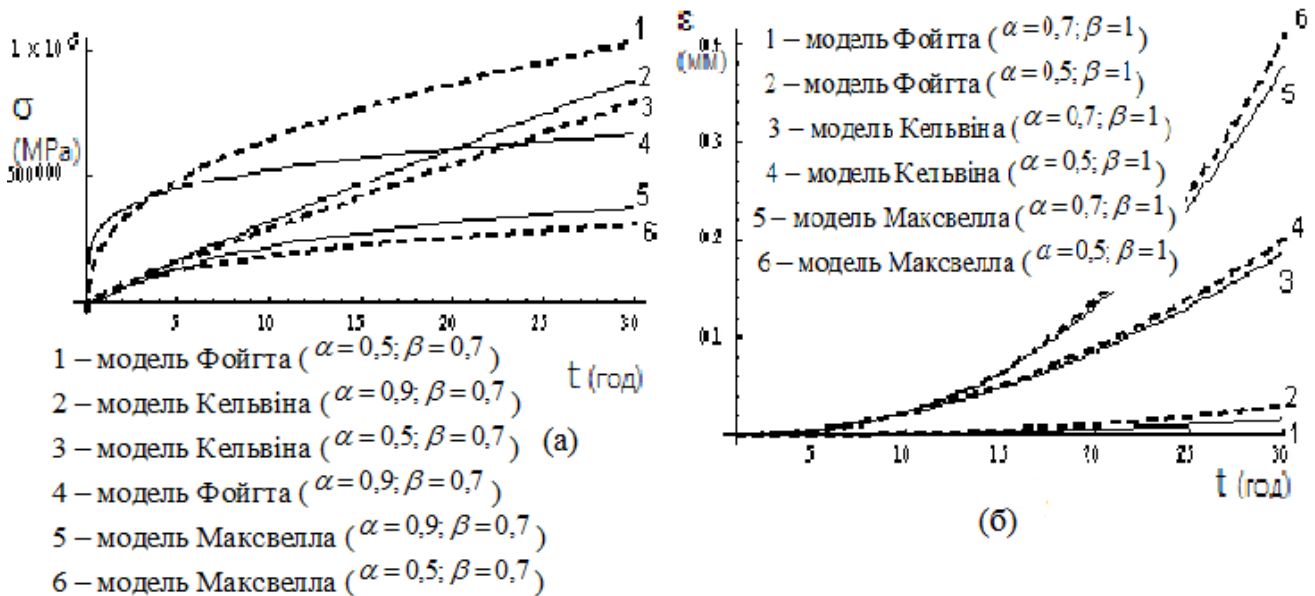 1 × 10⁶
σ
(MPa)
500000
1
2
3
4
5
6
5 10 15 20 25 30
t (год)
1 – модель Фойгта (α=0,5; β=0,7)
2 – модель Кельвіна (α=0,9; β=0,7)
3 – модель Кельвіна (α=0,5; β=0,7)
4 – модель Фойгта (α=0,9; β=0,7)
5 – модель Максвелла (α=0,9; β=0,7)
6 – модель Максвелла (α=0,5; β=0,7)
(а)
ε
(мм)
0.3
0.2
0.1
1 – модель Фойгта (α=0,7; β=1)
2 – модель Фойгта (α=0,5; β=1)
3 – модель Кельвіна (α=0,7; β=1)
4 – модель Кельвіна (α=0,5; β=1)
5 – модель Максвелла (α=0,7; β=1)
6 – модель Максвелла (α=0,5; β=1)
6
5
4
3
2
1
5 10 15 20 25 30
t (год)
(б)